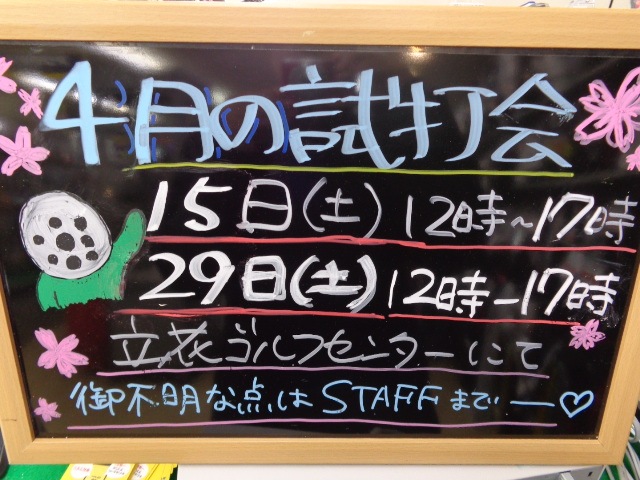 4月の試打会
15日(土) 12時~17時
29日(土) 12時-17時
立花ゴルフセンターにて
御不明な点はSTAFFまでー♡